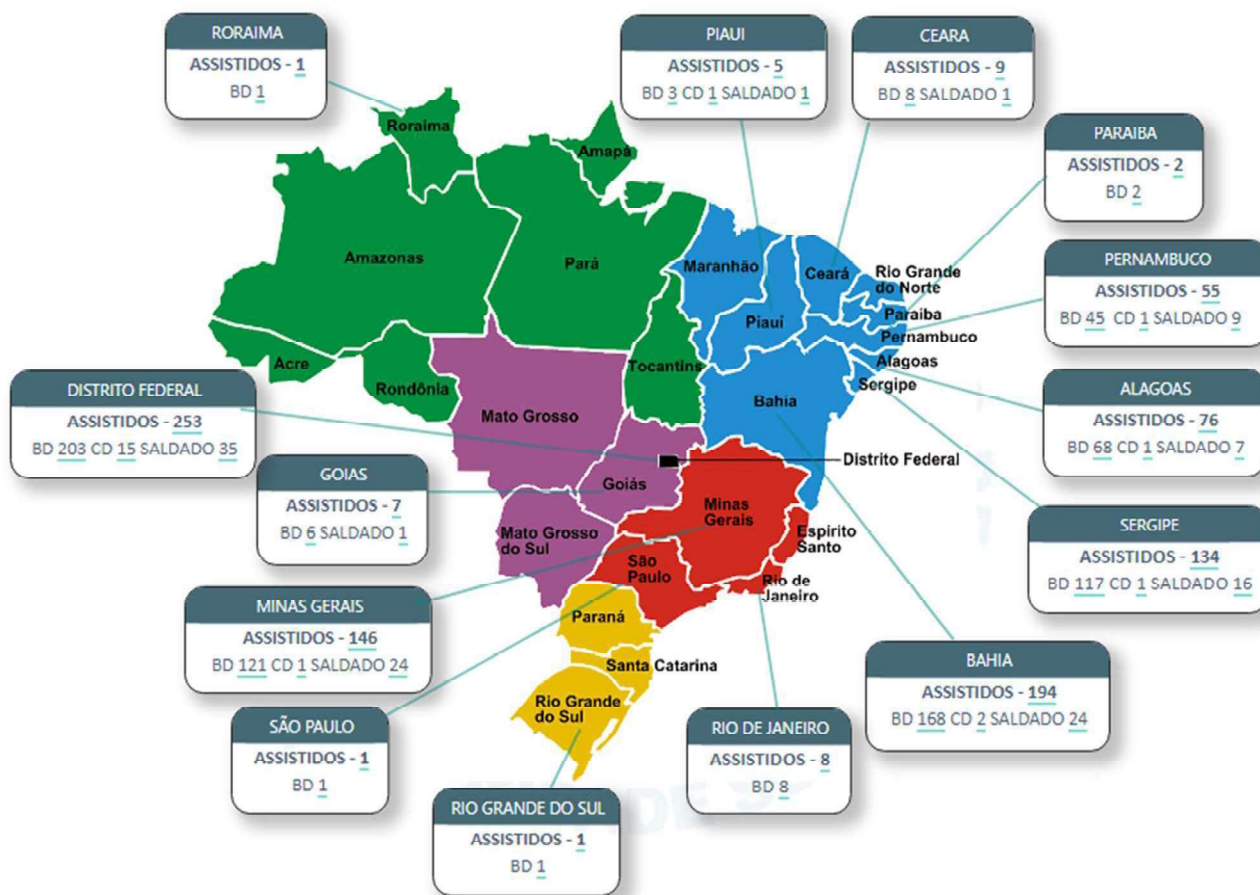 RORAIMA
ASSISTIDOS - 1
BD 1
PIAUI
ASSISTIDOS - 5
BD 3 CD 1 SALDADO 1
CEARA
ASSISTIDOS - 9
BD 8 SALDADO 1
PARAIBA
ASSISTIDOS - 2
BD 2
PERNAMBUCO
ASSISTIDOS - 55
BD 45 CD 1 SALDADO 9
ALAGOAS
ASSISTIDOS - 76
BD 68 CD 1 SALDADO 7
SERGIPE
ASSISTIDOS - 134
BD 117 CD 1 SALDADO 16
BAHIA
ASSISTIDOS - 194
BD 168 CD 2 SALDADO 24
RIO DE JANEIRO
ASSISTIDOS - 8
BD 8
RIO GRANDE DO SUL
ASSISTIDOS - 1
BD 1
SÃO PAULO
ASSISTIDOS - 1
BD 1
MINAS GERAIS
ASSISTIDOS - 146
BD 121 CD 1 SALDADO 24
GOIAS
ASSISTIDOS - 7
BD 6 SALDADO 1
DISTRITO FEDERAL
ASSISTIDOS - 253
BD 203 CD 15 SALDADO 35
Roraima
Amapá
Amazonas
Pará
Maranhão
Ceará
Rio Grande
do Norte
Paraiba
Piauí
Pernambuco
Alagoas
Sergipe
Acre
Rondônia
Tocantins
Mato Grosso
Bahia
Distrito Federal
Goiás
Minas
Gerais
Espírito
Santo
Mato Grosso
do Sul
São
Paulo
Rio de
Janeiro
Paraná
Santa Catarina
Rio Grande
do Sul